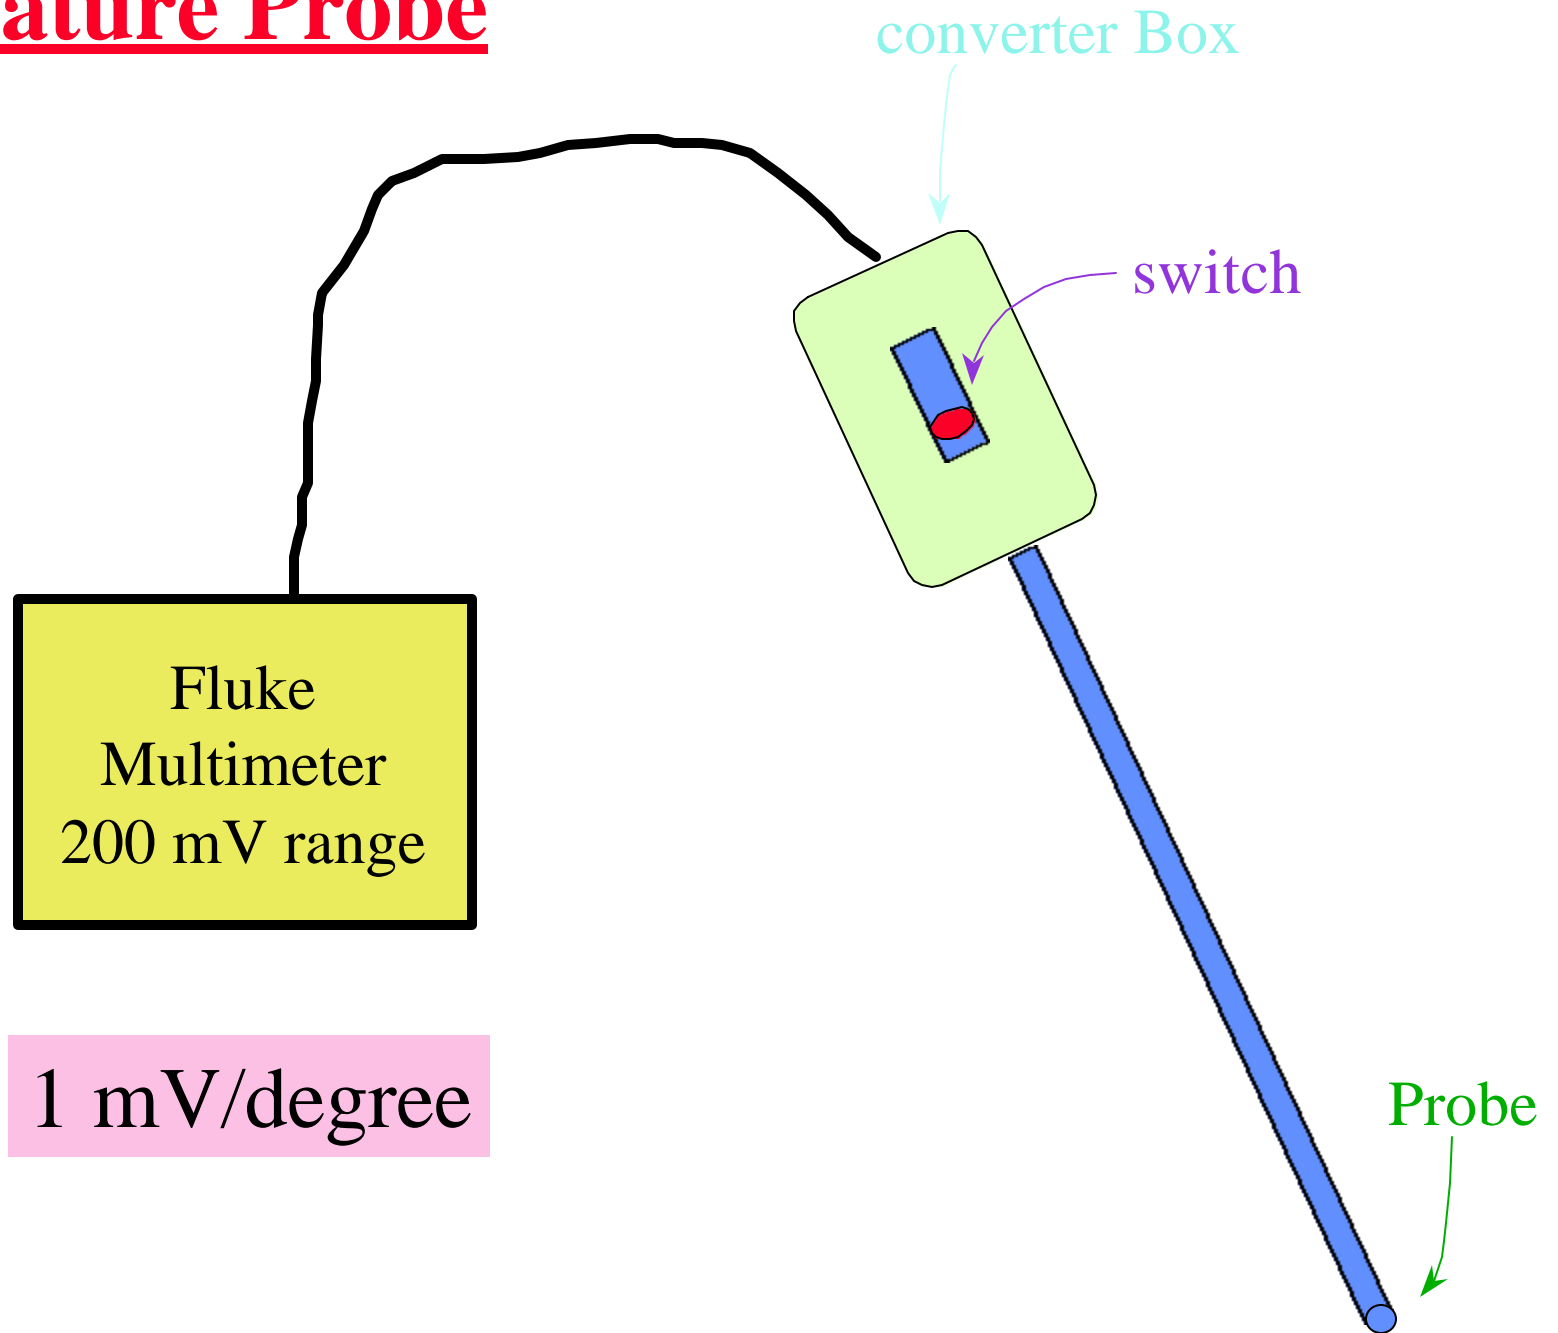 ature Probe
converter Box
switch
Fluke
Multimeter
200 mV range
1 mV/degree
Probe